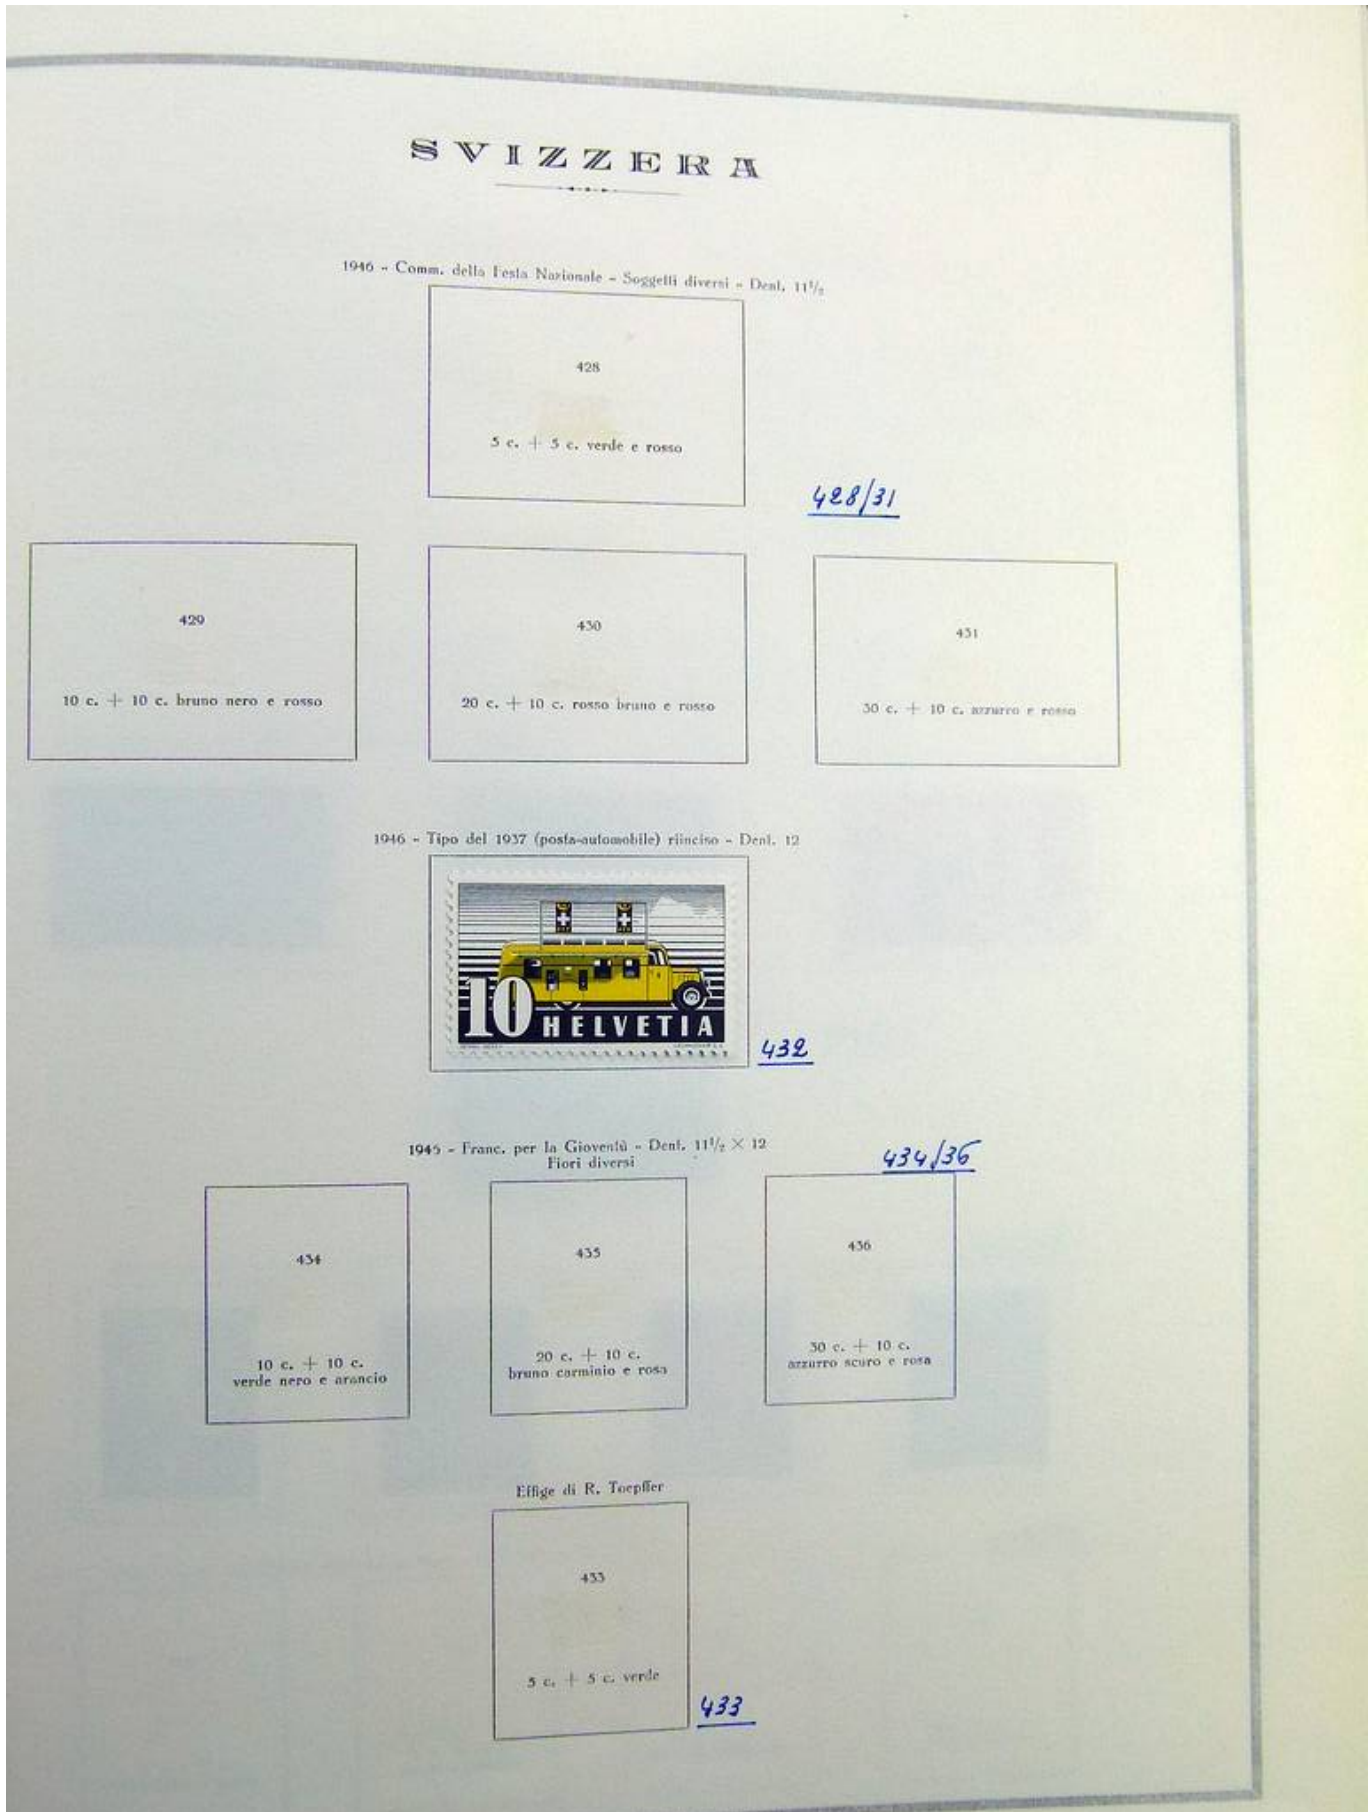 SVIZZERA
1946 - Comm. della Festa Nazionale - Soggetti diversi - Dent. 11½
428
5 c. + 5 c. verde e rosso
428/31
429
430
431
10 c. + 10 c. bruno nero e rosso
20 c. + 10 c. rosso bruno e rosso
30 c. + 10 c. azzurro e rosso
1946 - Tipo del 1937 (posta-automobile) riinciso - Dent. 12
10 HELVETIA
432
1945 - Franc. per la Gioventù - Dent. 11½ × 12
Fiori diversi
434/36
434
435
436
10 c. + 10 c.
verde nero e arancio
20 c. + 10 c.
bruno carminio e rosa
30 c. + 10 c.
azzurro scuro e rosa
Effige di R. Toepffer
433
5 c. + 5 c. verde
433